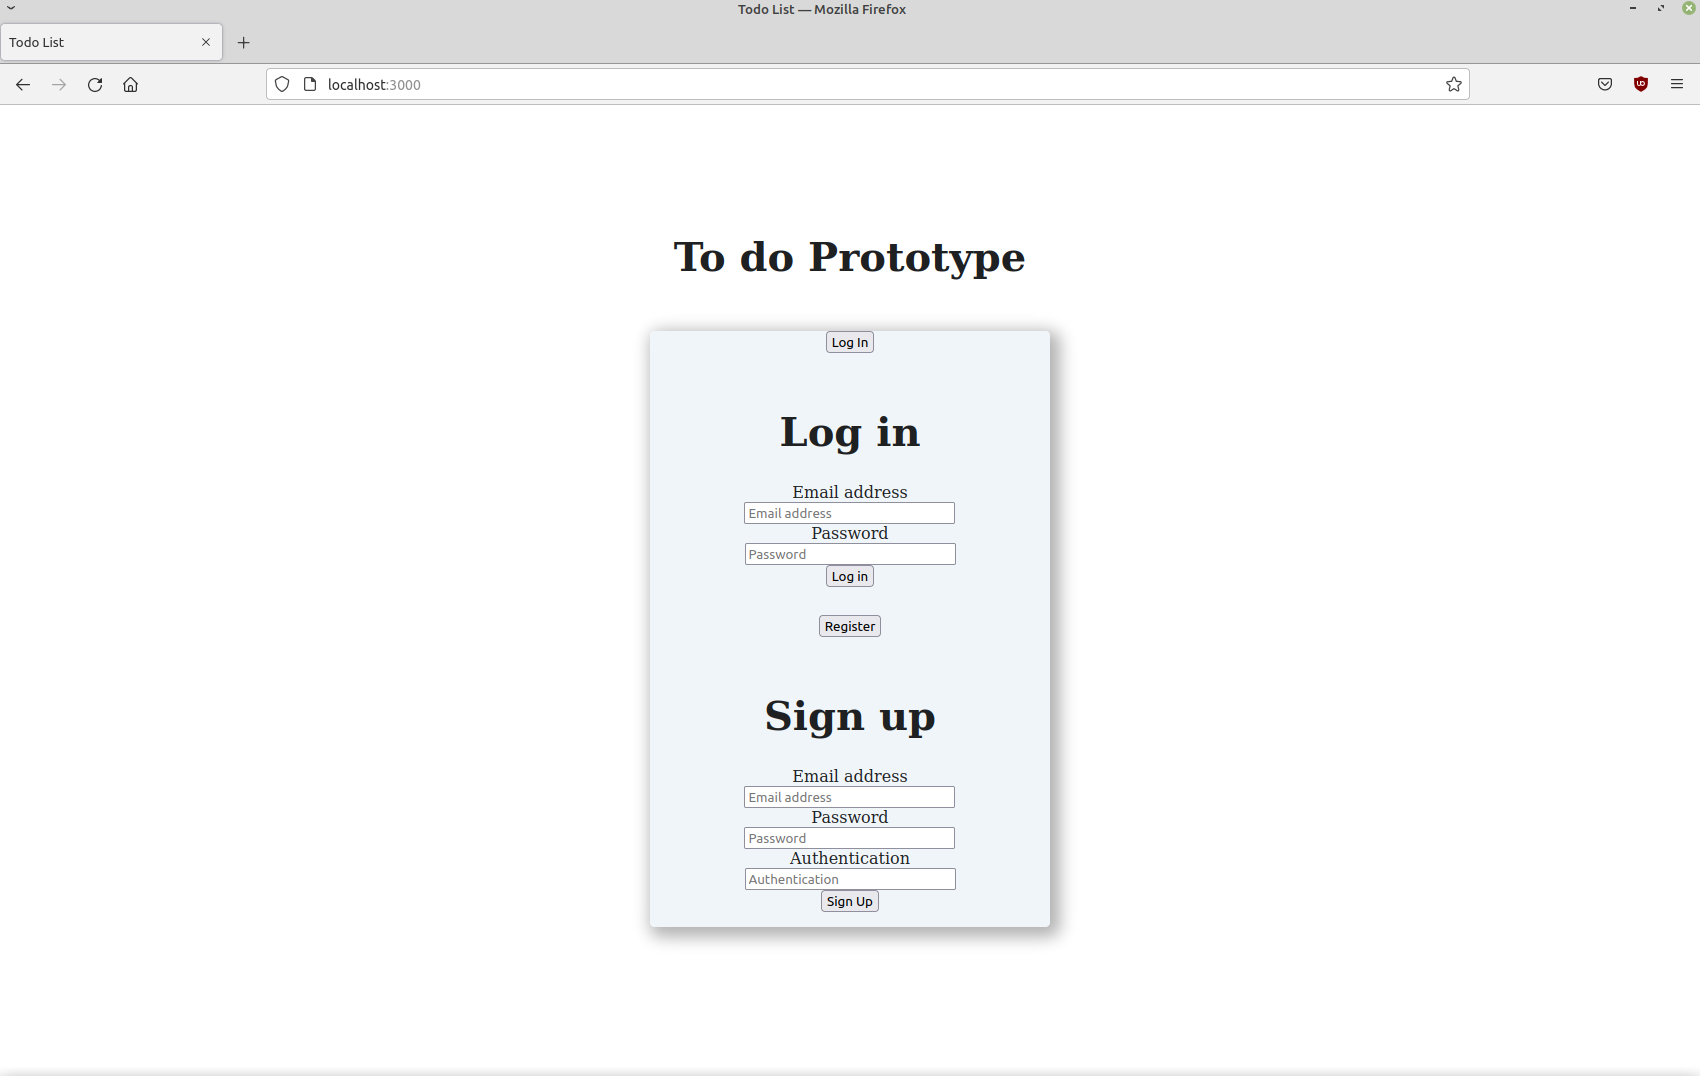 Todo List — Mozilla Firefox
Todo List
localhost:3000
To do Prototype
Log In
Log in
Email address
Email address
Password
Password
Log in
Register
Sign up
Email address
Email address
Password
Password
Authentication
Authentication
Sign Up